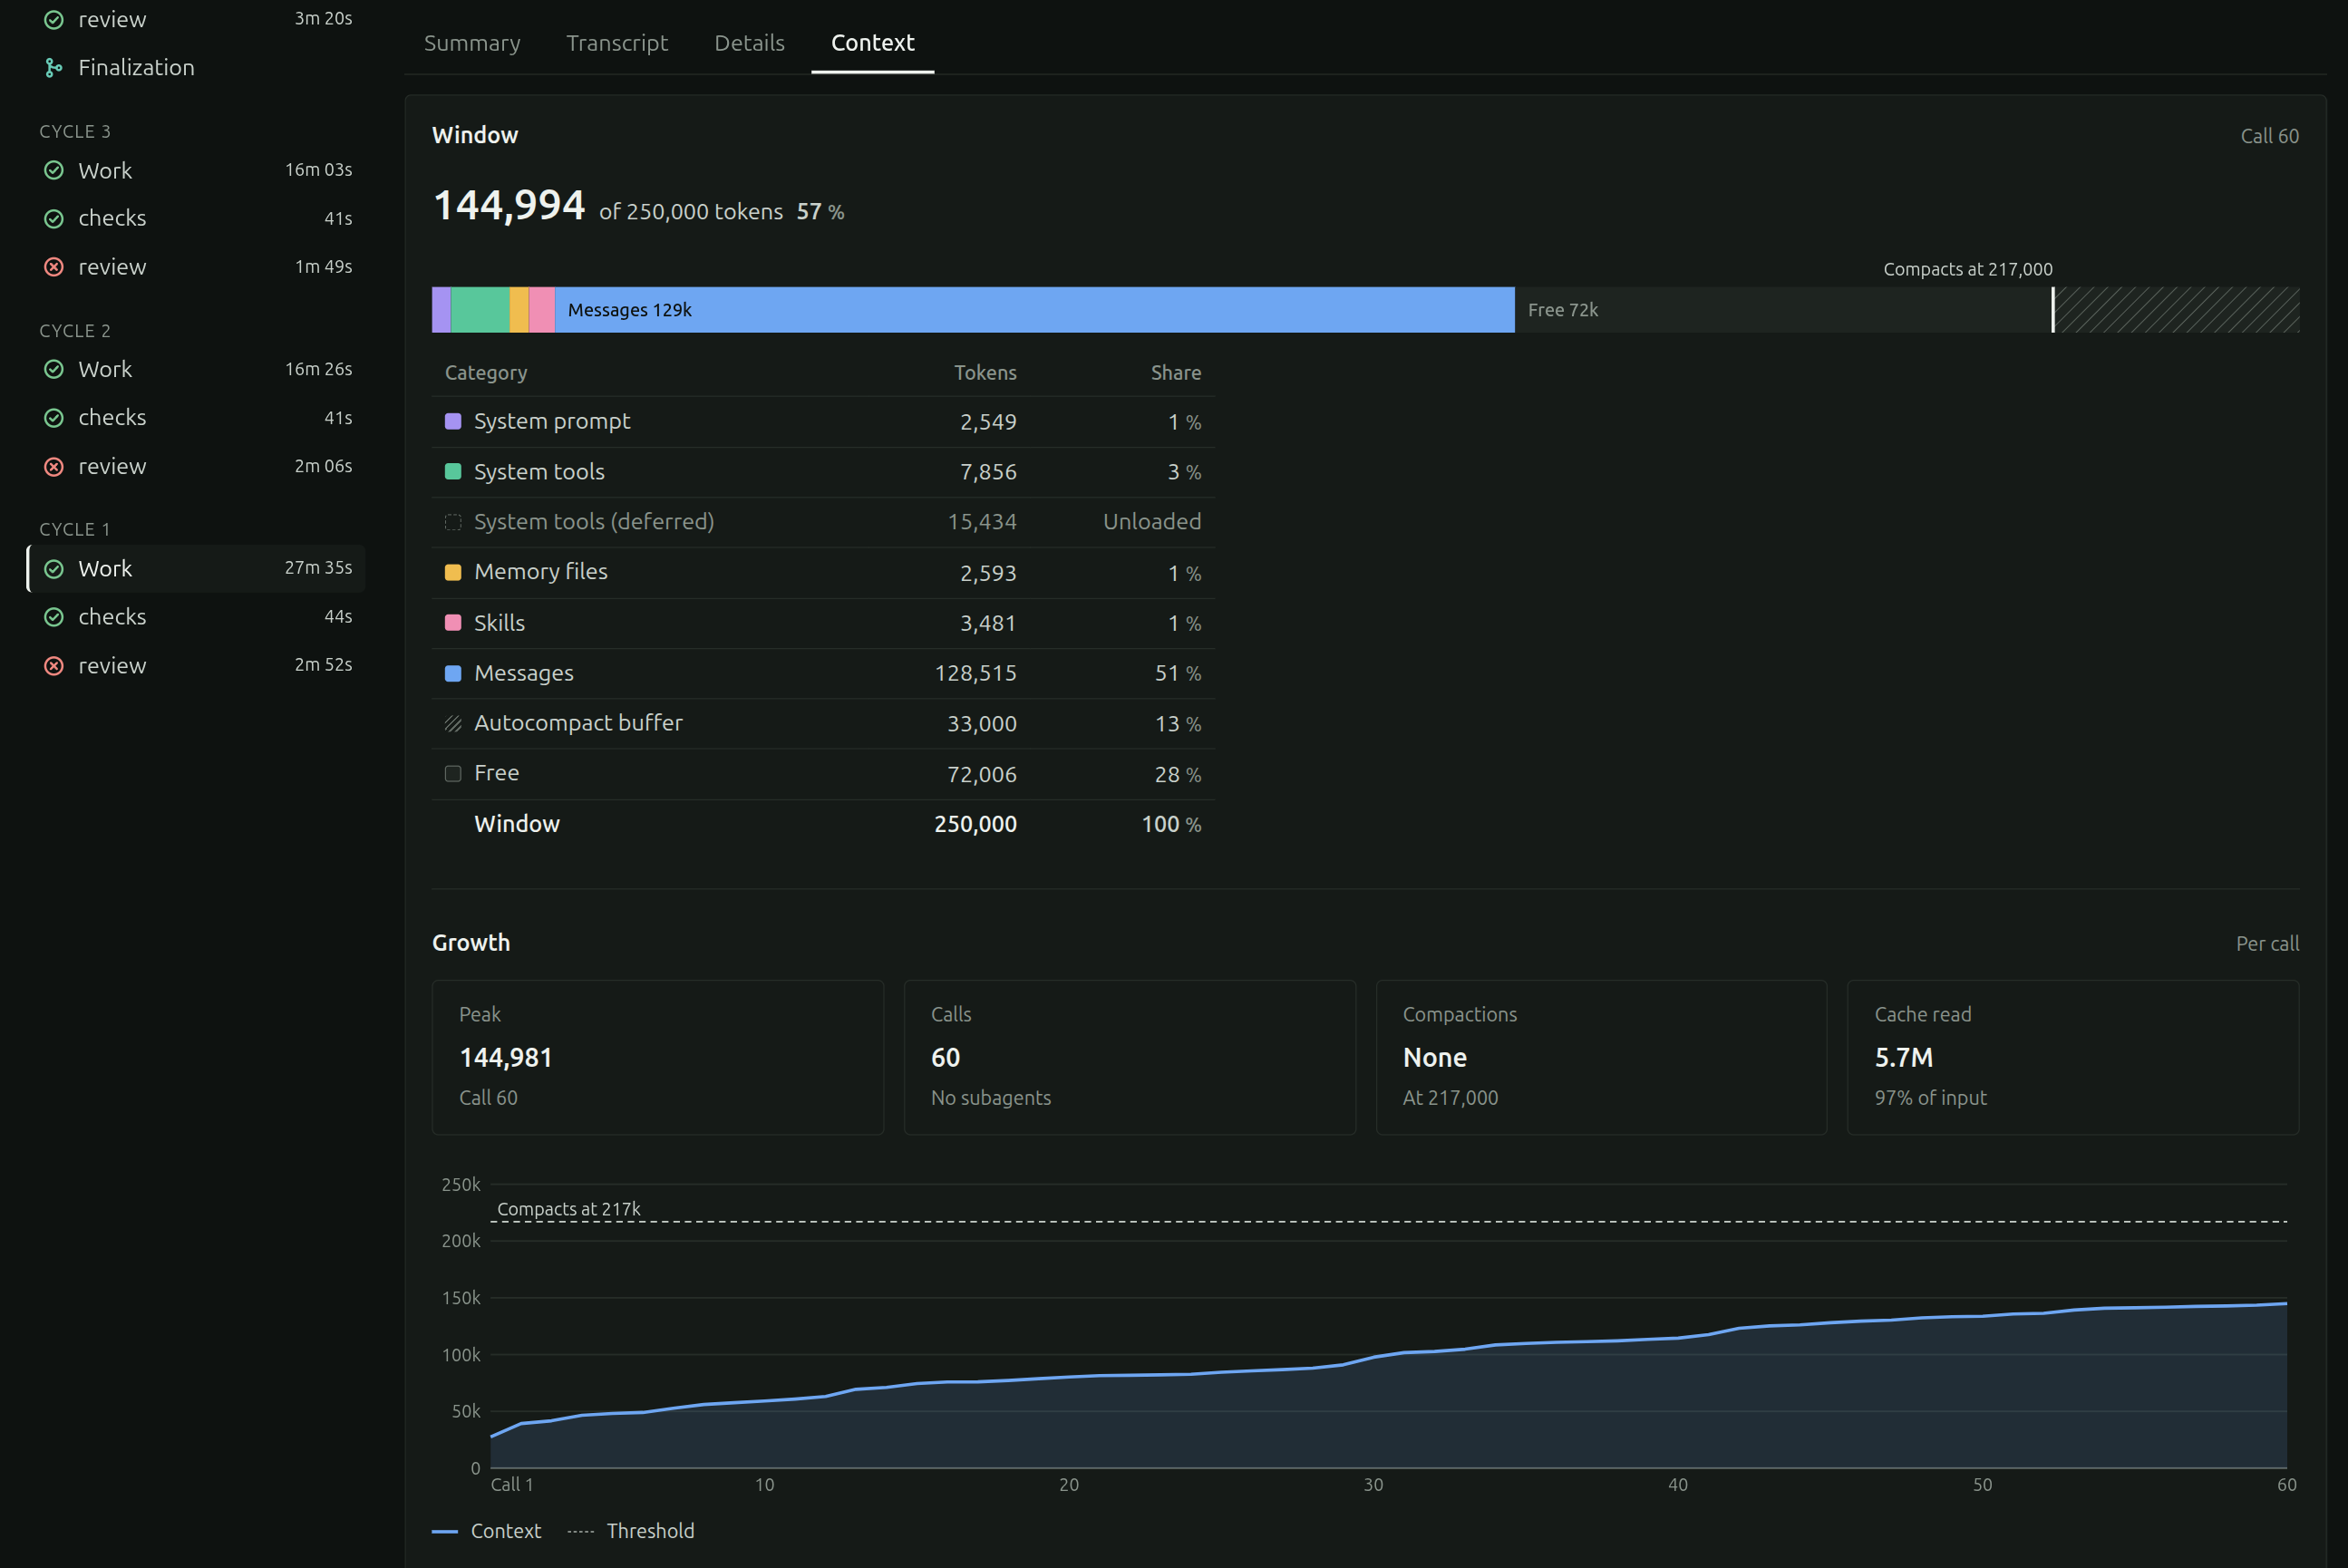 review 3m 20s
Finalization
CYCLE 3
Work 16m 03s
checks 41s
review 1m 49s
CYCLE 2
Work 16m 26s
checks 41s
review 2m 06s
CYCLE 1
Work 27m 35s
checks 44s
review 2m 52s
Summary Transcript Details Context
Window Call 60
144,994 of 250,000 tokens 57 %
Compacts at 217,000
Messages 129k Free 72k
Category Tokens Share
System prompt 2,549 1 %
System tools 7,856 3 %
System tools (deferred) 15,434 Unloaded
Memory files 2,593 1 %
Skills 3,481 1 %
Messages 128,515 51 %
Autocompact buffer 33,000 13 %
Free 72,006 28 %
Window 250,000 100 %
Growth Per call
Peak
144,981
Call 60
Calls
60
No subagents
Compactions
None
At 217,000
Cache read
5.7M
97% of input
250k
Compacts at 217k
200k
150k
100k
50k
0
Call 1 10 20 30 40 50 60
Context Threshold